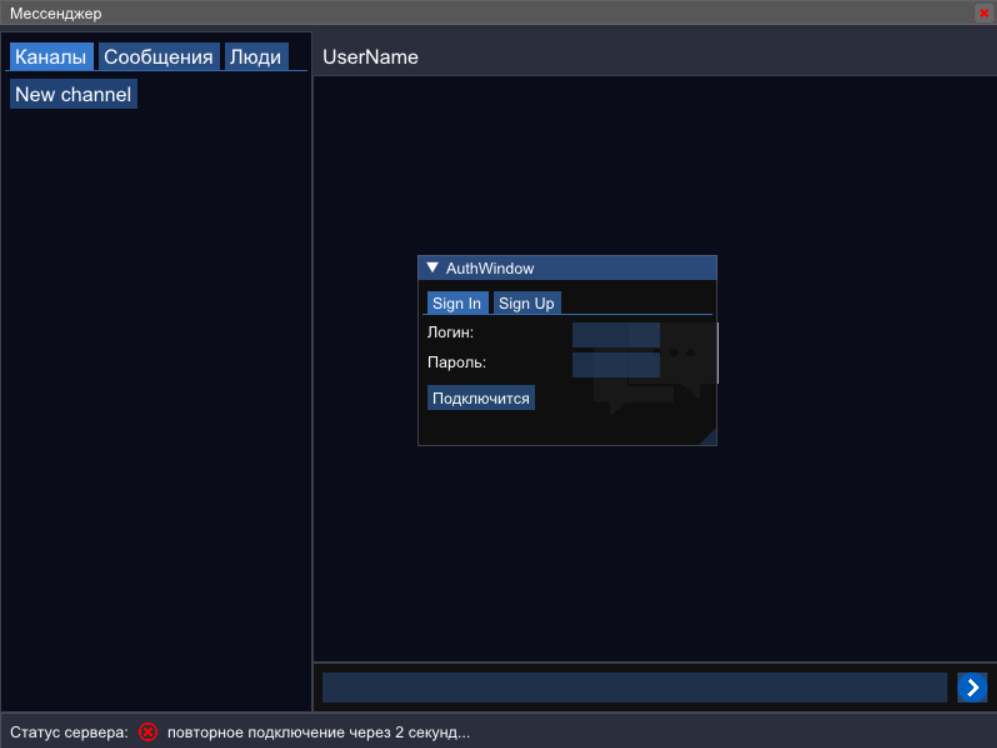 Мессенджер
Каналы Сообщения Люди
New channel
UserName
AuthWindow
Sign In Sign Up
Логин:
Пароль:
Подключится
Статус сервера: повторное подключение через 2 секунд...